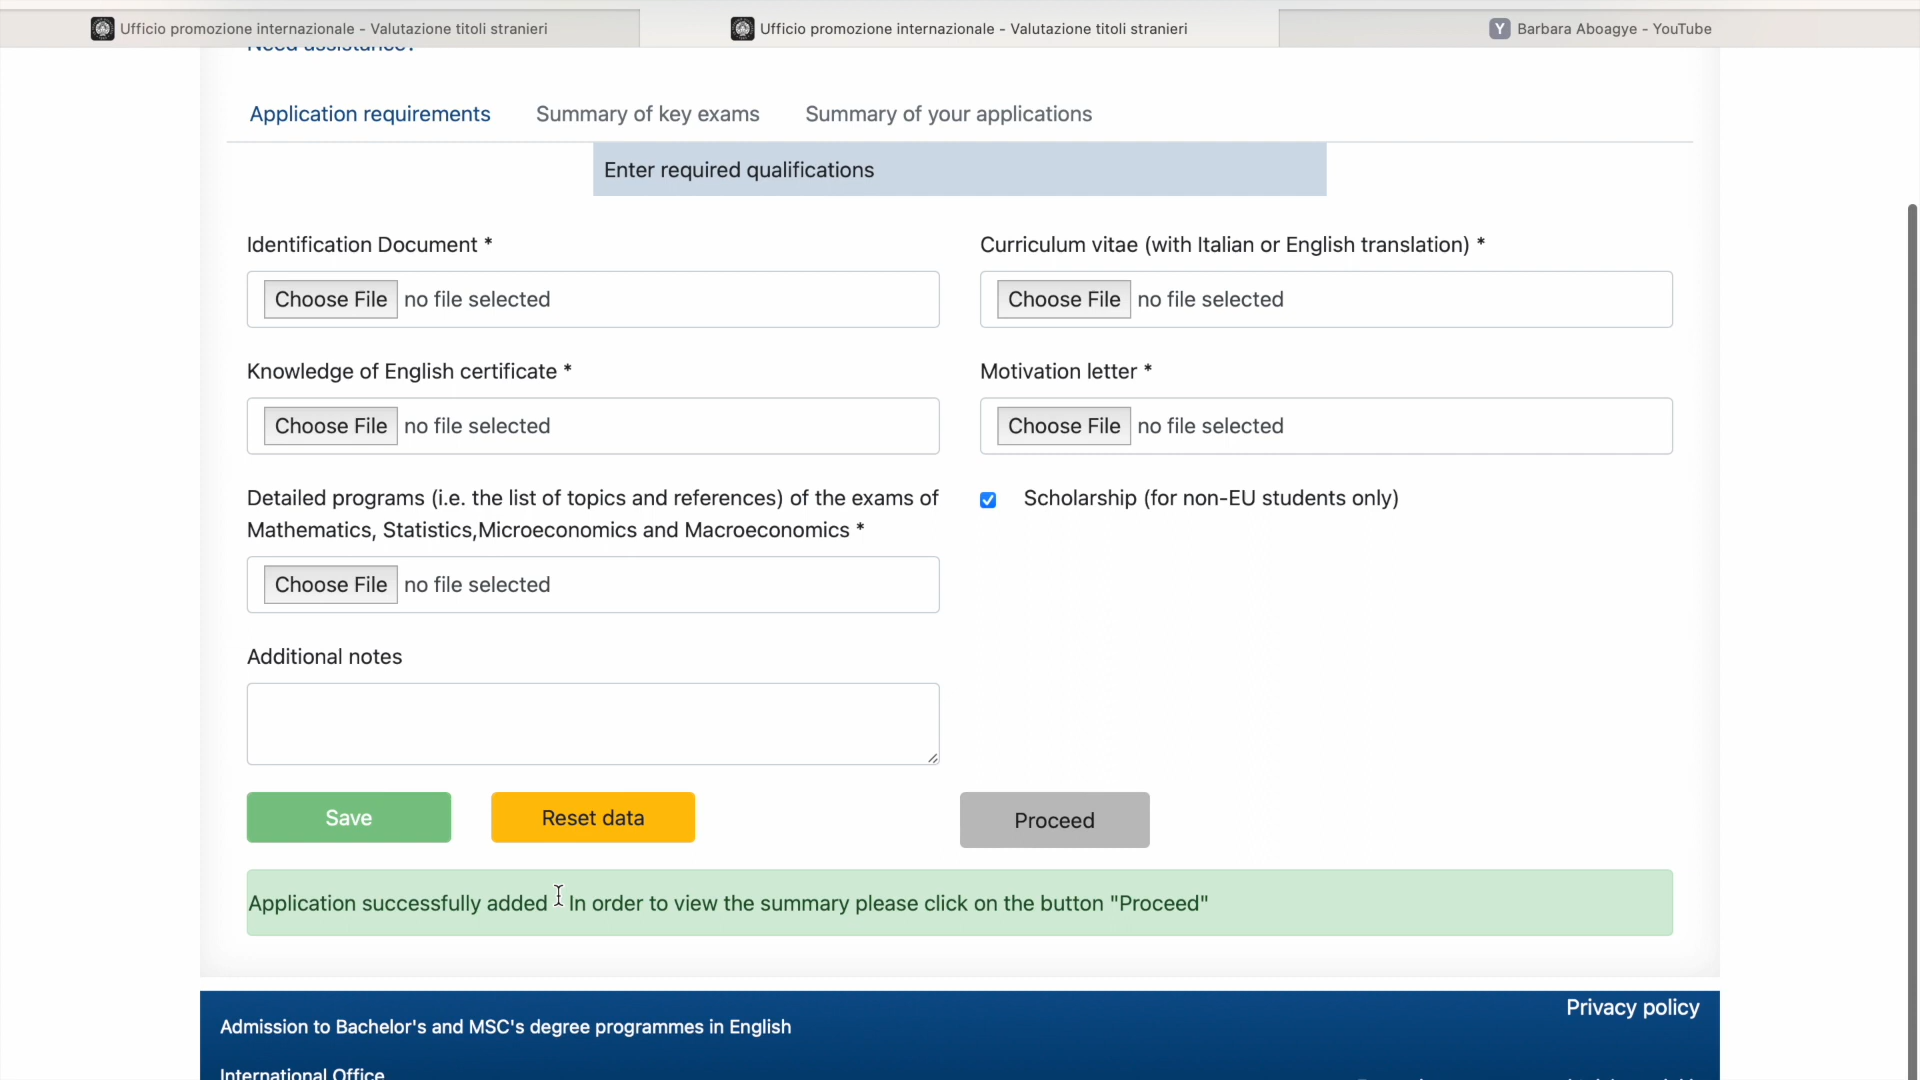 Ufficio promozione internazionale - Valutazione titoli stranieri
Ufficio promozione internazionale - Valutazione titoli stranieri
Y Barbara Aboagye - YouTube
Need assistance?
Application requirements
Summary of key exams
Summary of your applications
Enter required qualifications
Identification Document *
Curriculum vitae (with Italian or English translation) *
Choose File no file selected
Choose File no file selected
Knowledge of English certificate *
Motivation letter *
Choose File no file selected
Choose File no file selected
Detailed programs (i.e. the list of topics and references) of the exams of
Mathematics, Statistics,Microeconomics and Macroeconomics *
Scholarship (for non-EU students only)
Choose File no file selected
Additional notes
Save
Reset data
Proceed
Application successfully added In order to view the summary please click on the button "Proceed"
Privacy policy
Admission to Bachelor's and MSC's degree programmes in English
International Office